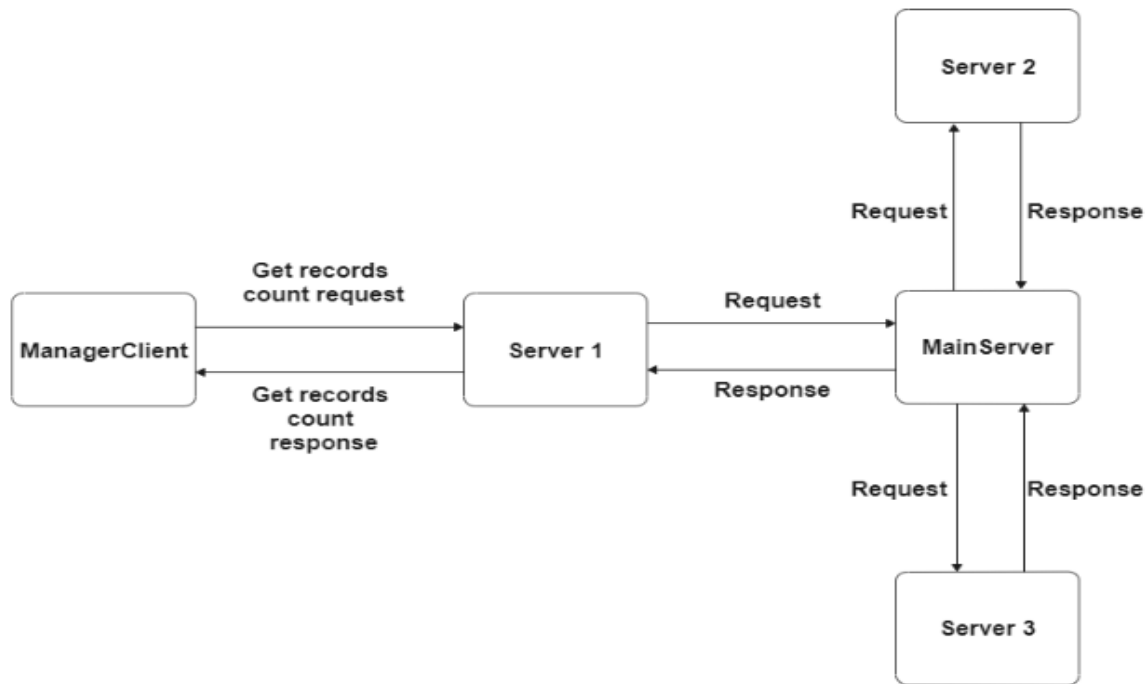 Server 2
Request
Response
Get records
count request
Request
ManagerClient
Server 1
MainServer
Response
Get records
count
response
Request
Response
Server 3